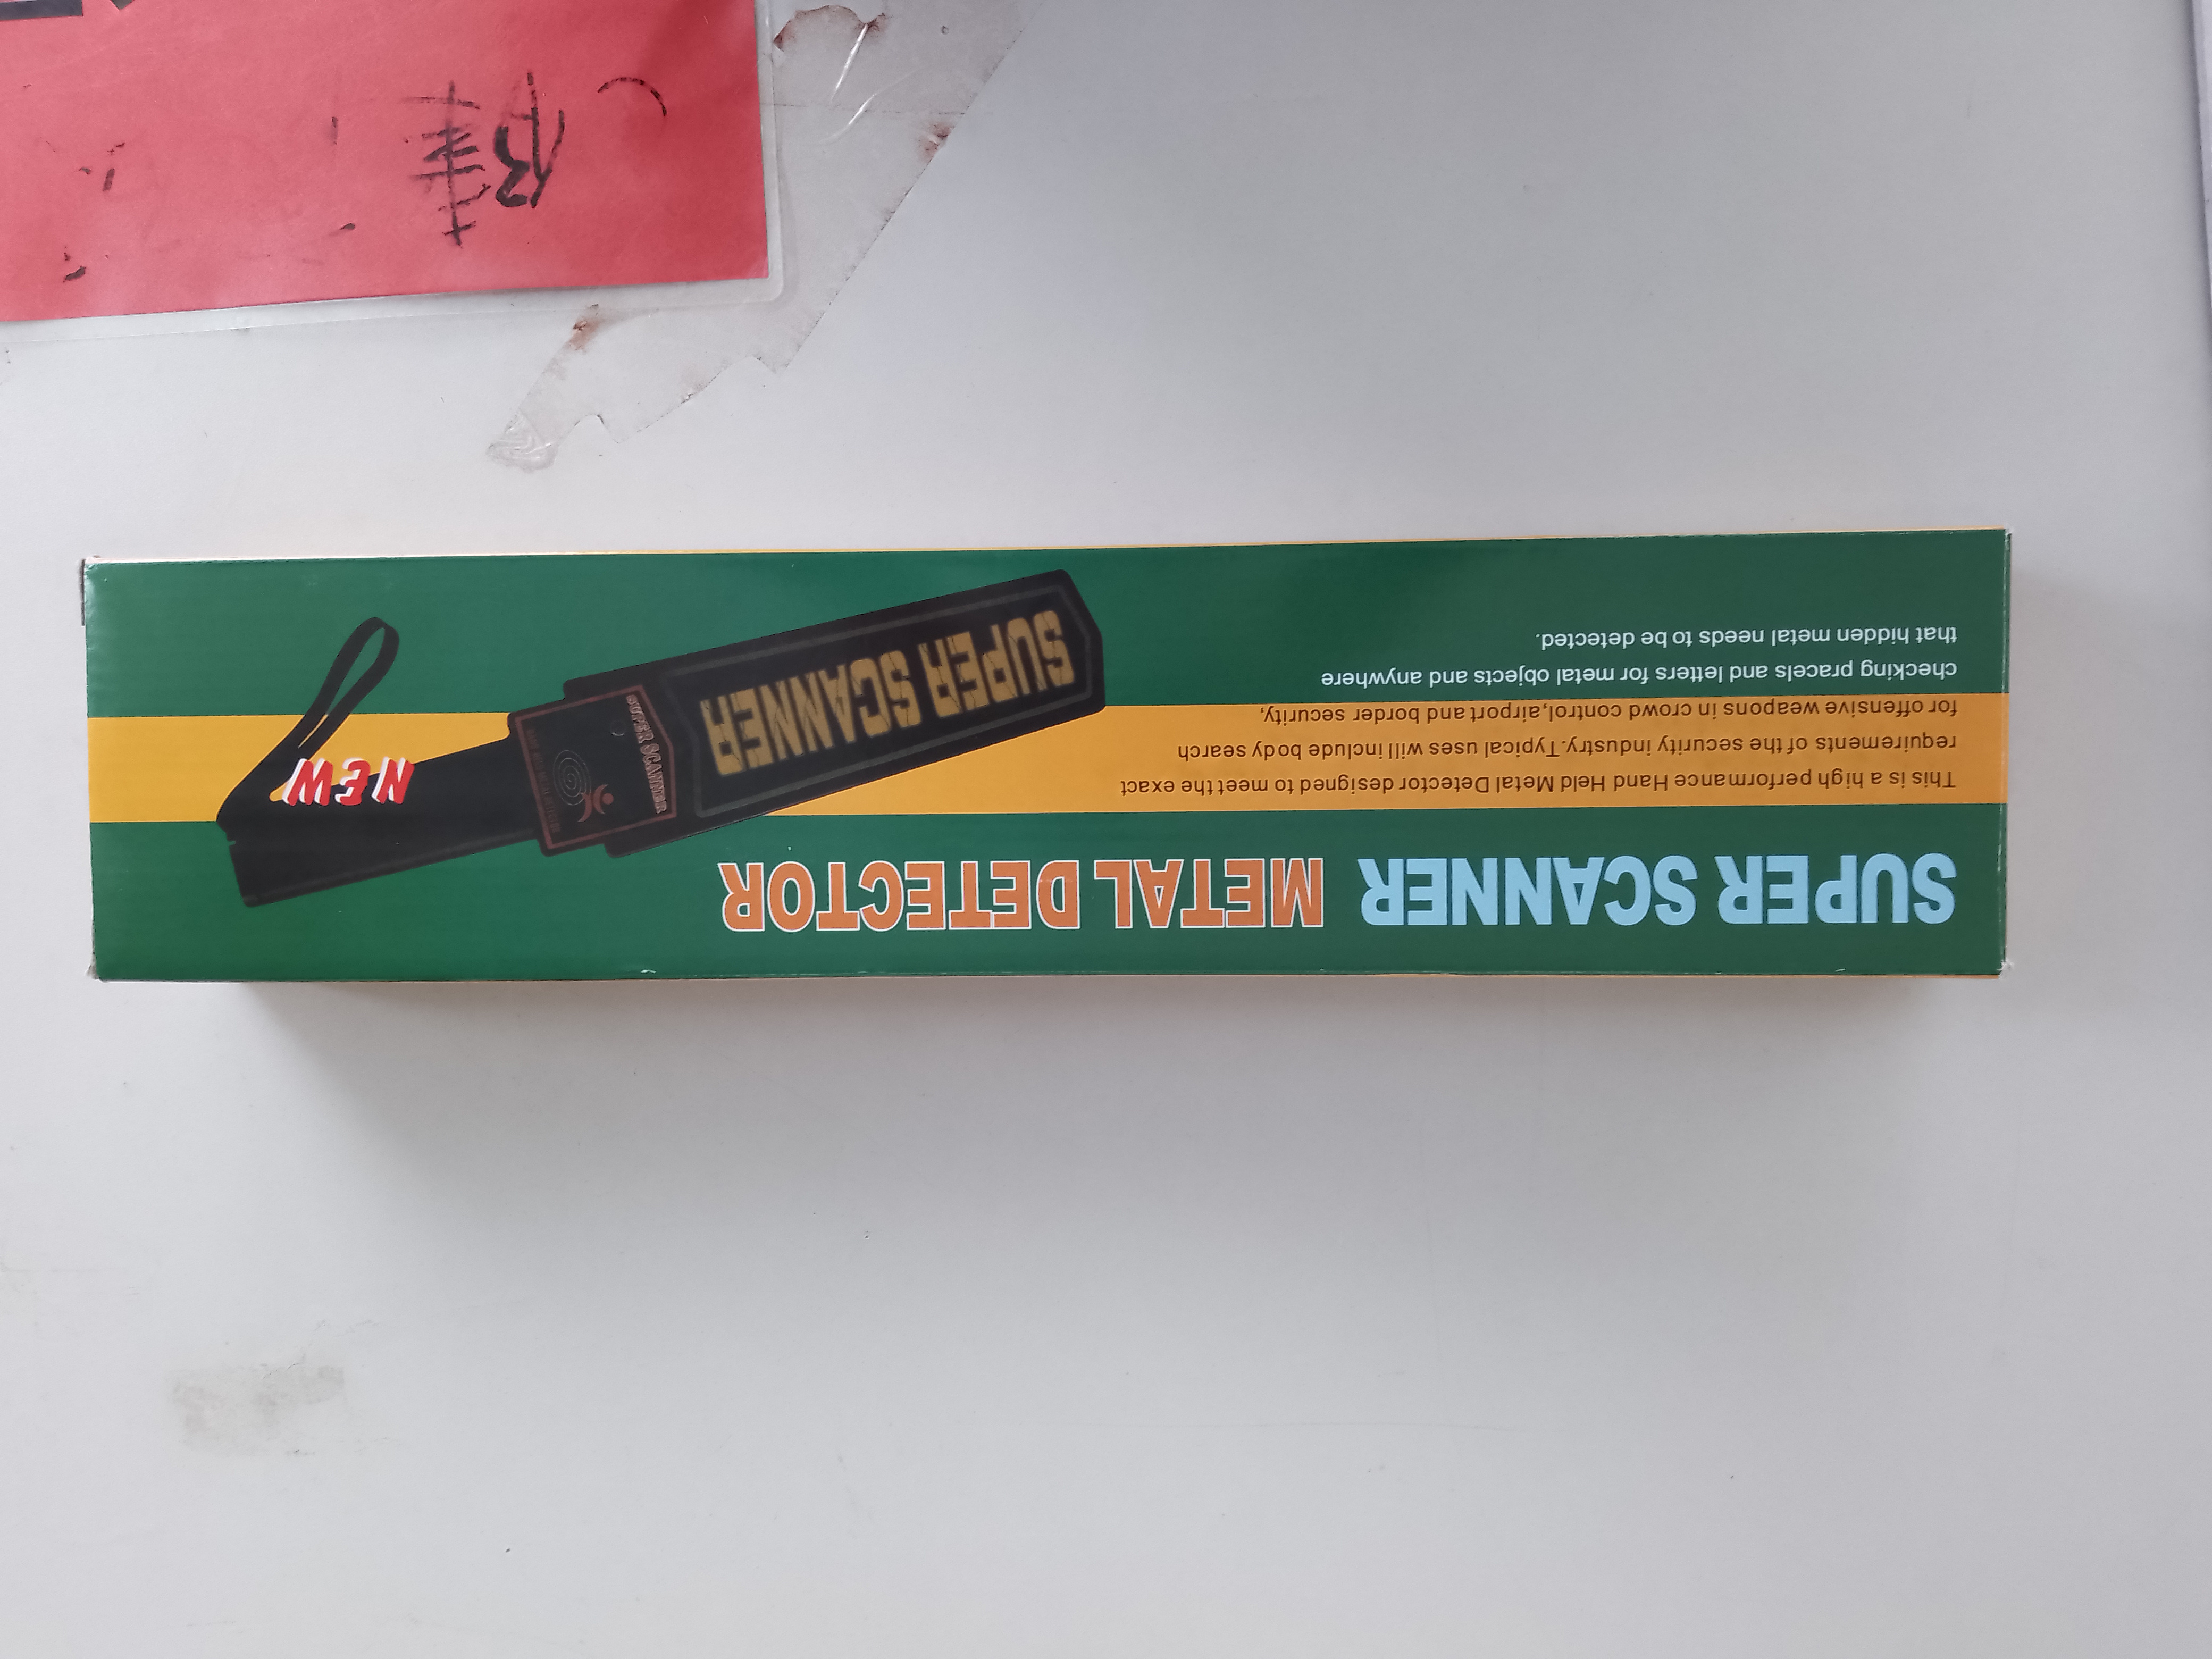 SUPER SCANNER METAL DETECTOR
This is a high performance Hand Held Metal Detector designed to meet the exact
requirements of the security industry.Typical uses will include body search
for offensive weapons in crowd control,airport and border security,
checking pracels and letters for metal objects and anywhere
that hidden metal needs to be detected.
NEW
SUPER SCANNER
SUPER SCANNER